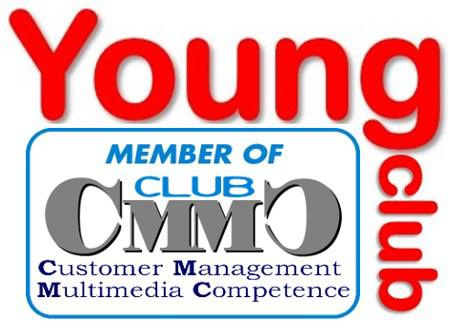 Young
club
MEMBER OF
CLUB
CMMC
Customer Management
Multimedia Competence